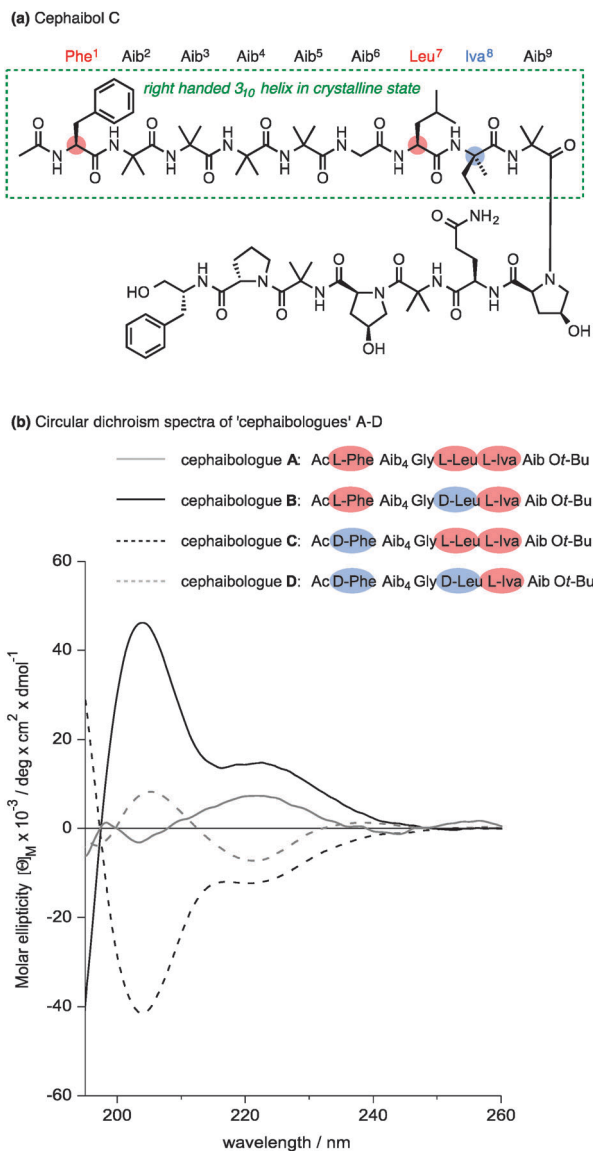 (a) Cephaibol C
Phe¹ Aib² Aib³ Aib⁴ Aib⁵ Aib⁶ Leu⁷ Iva⁸ Aib⁹
right handed 3₁₀ helix in crystalline state
O H N O H N O H N O H N O
N H O N H O N H O N H O N H O
O NH₂
HO H N O N O N H O N O N H O H N O N
OH OH
(b) Circular dichroism spectra of 'cephaibologues' A-D
cephaibologue A: Ac L-Phe Aib₄ Gly L-Leu L-Iva Aib Ot-Bu
cephaibologue B: Ac L-Phe Aib₄ Gly D-Leu L-Iva Aib Ot-Bu
cephaibologue C: Ac D-Phe Aib₄ Gly L-Leu L-Iva Aib Ot-Bu
cephaibologue D: Ac D-Phe Aib₄ Gly D-Leu L-Iva Aib Ot-Bu
60
40
20
0
-20
-40
-60
Molar ellipticity [Θ]M x 10⁻³ / deg x cm² x dmol⁻¹
200 220 240 260
wavelength / nm